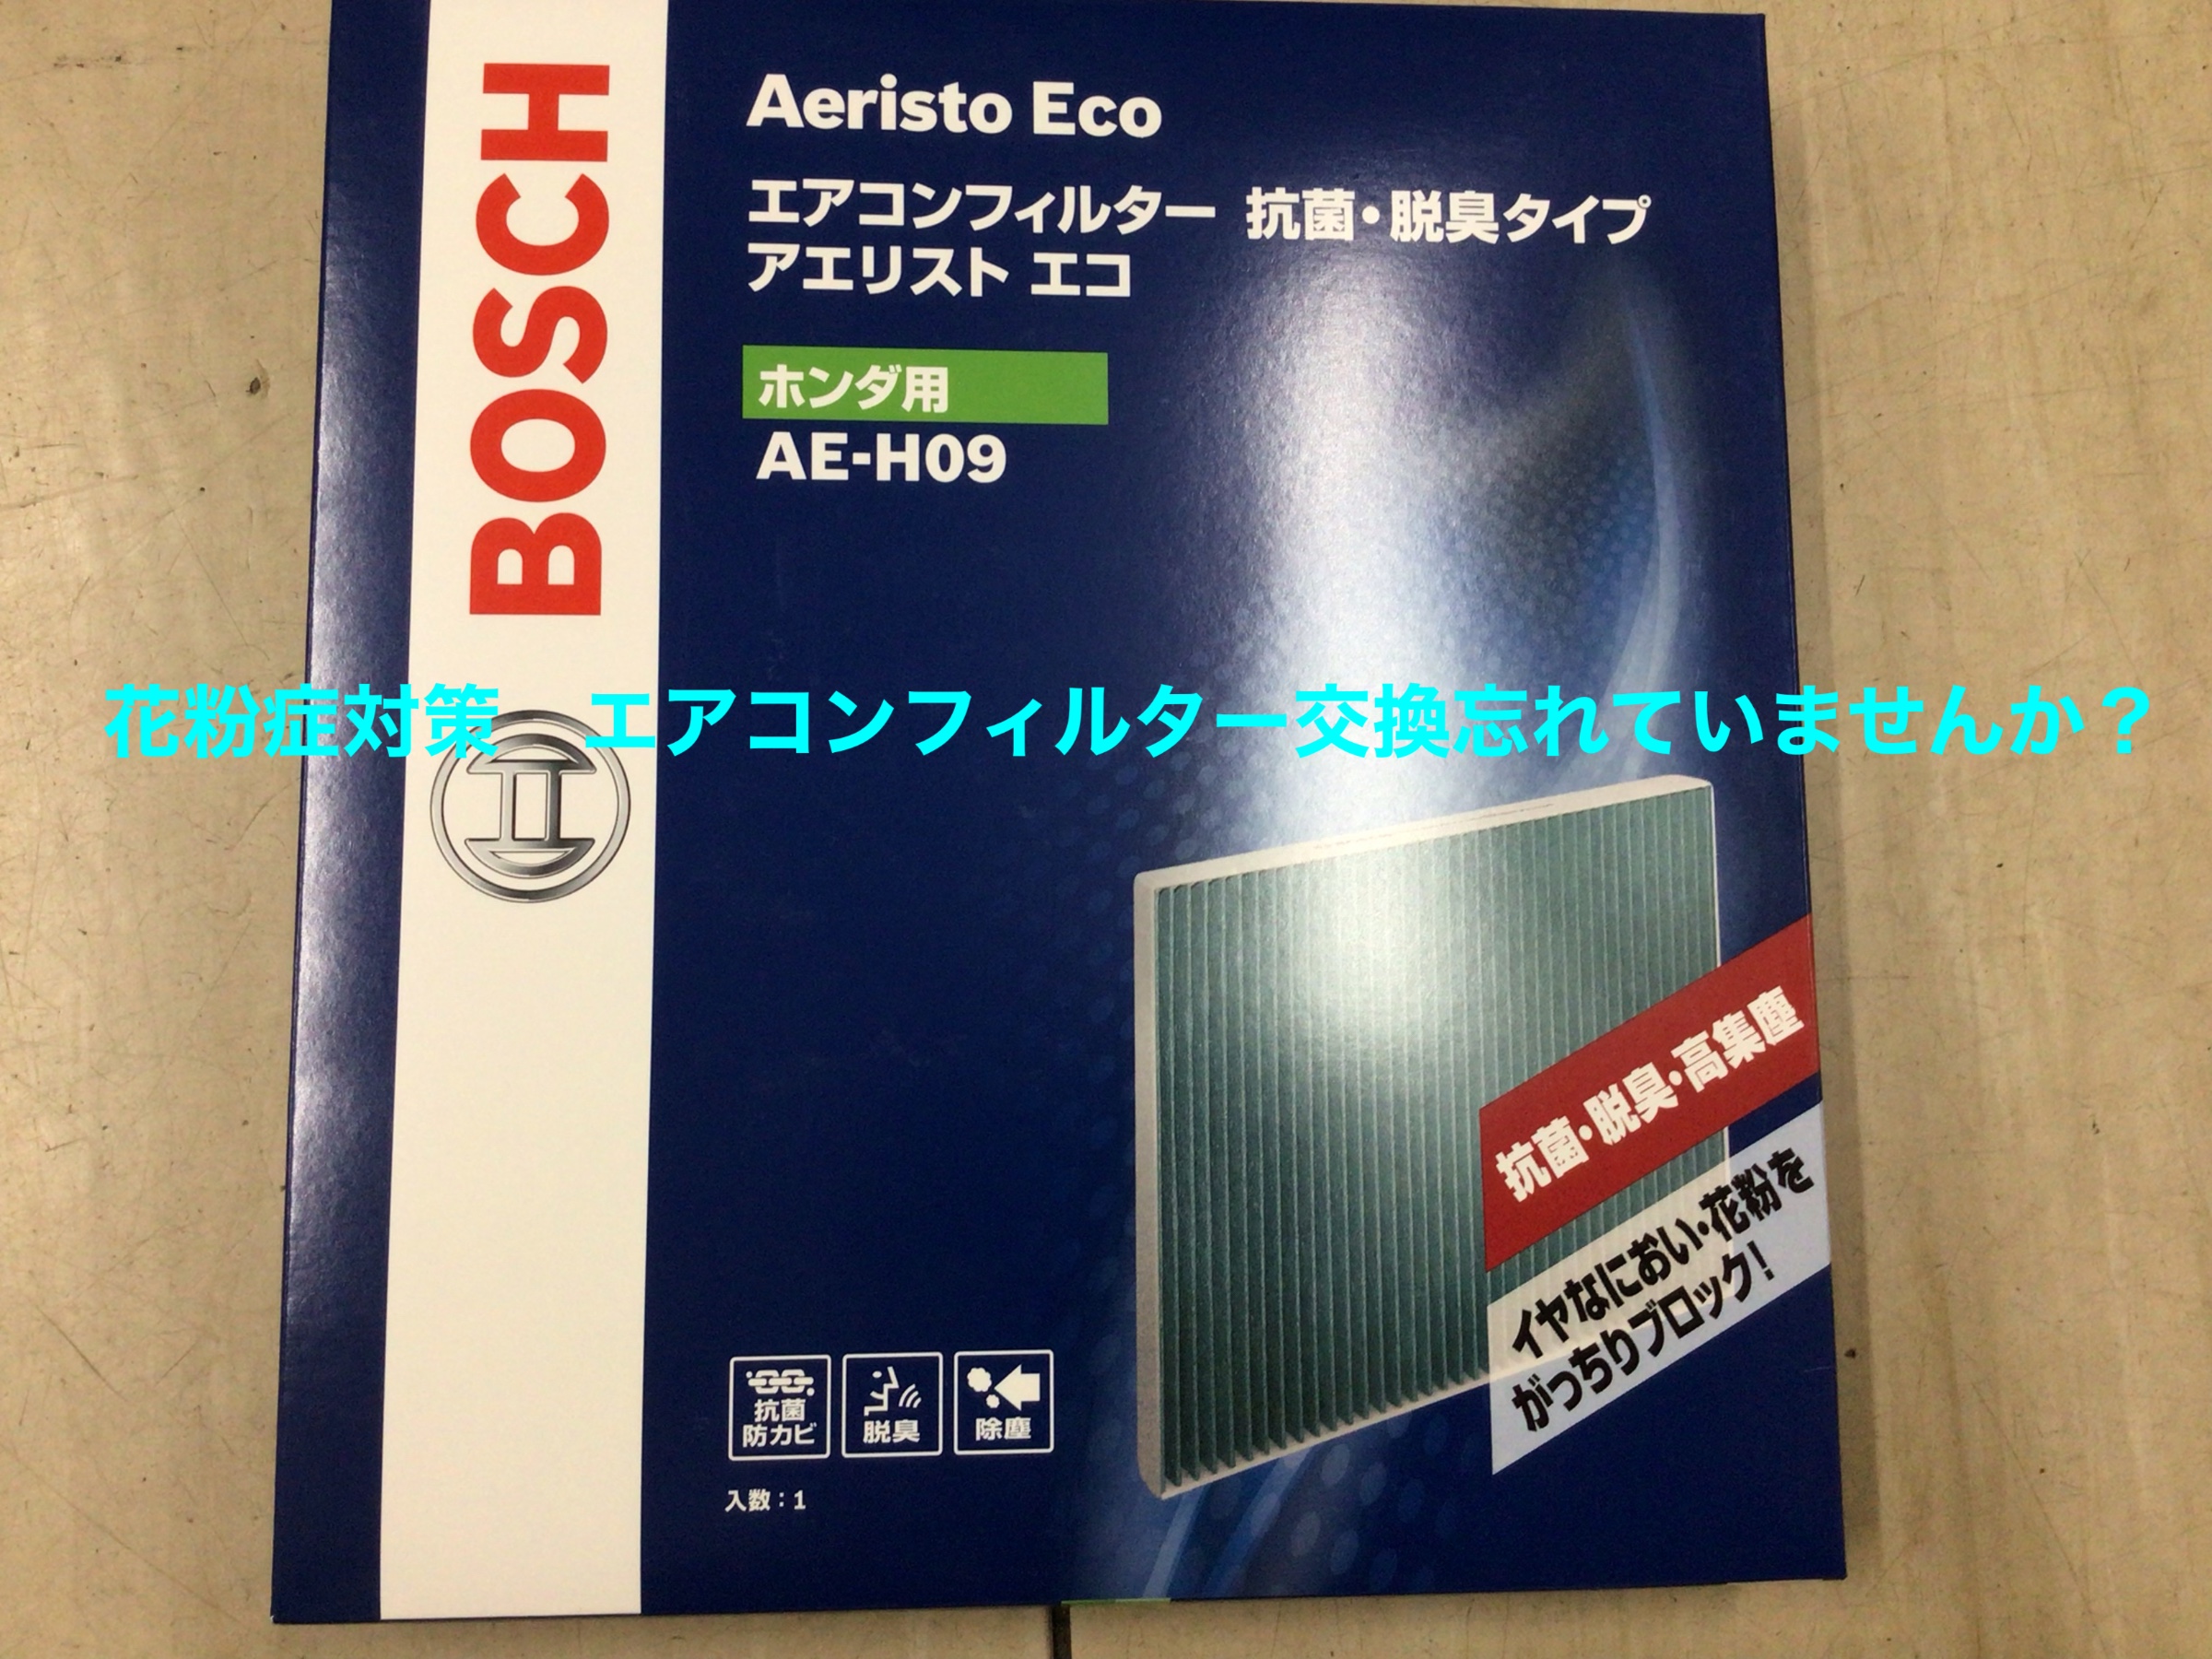 BOSCH
Aeristo Eco
エアコンフィルター 抗菌・脱臭タイプ
アエリスト エコ
ホンダ用
AE-H09
花粉症対策　エアコンフィルター交換忘れていませんか？
抗菌・脱臭・高集塵
イヤなにおい・花粉を
がっちりブロック！
抗菌
防カビ
脱臭
除塵
入数：1